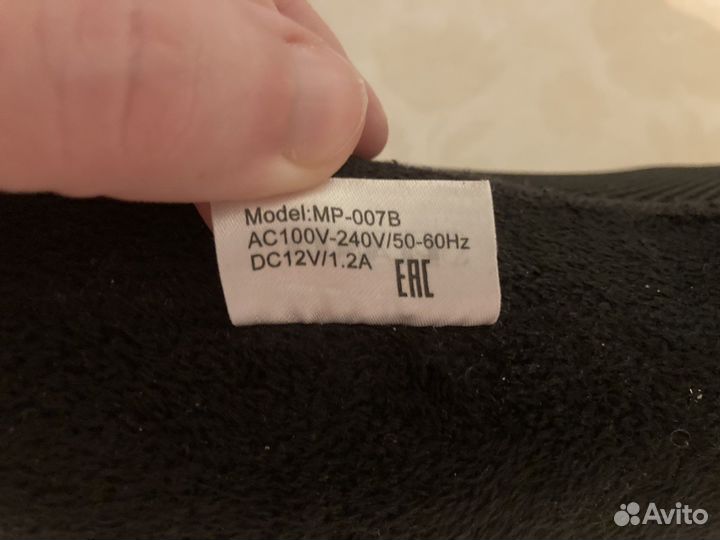 Model:MP-007B
AC100V-240V/50-60Hz
DC12V/1.2A
EAC
Avito